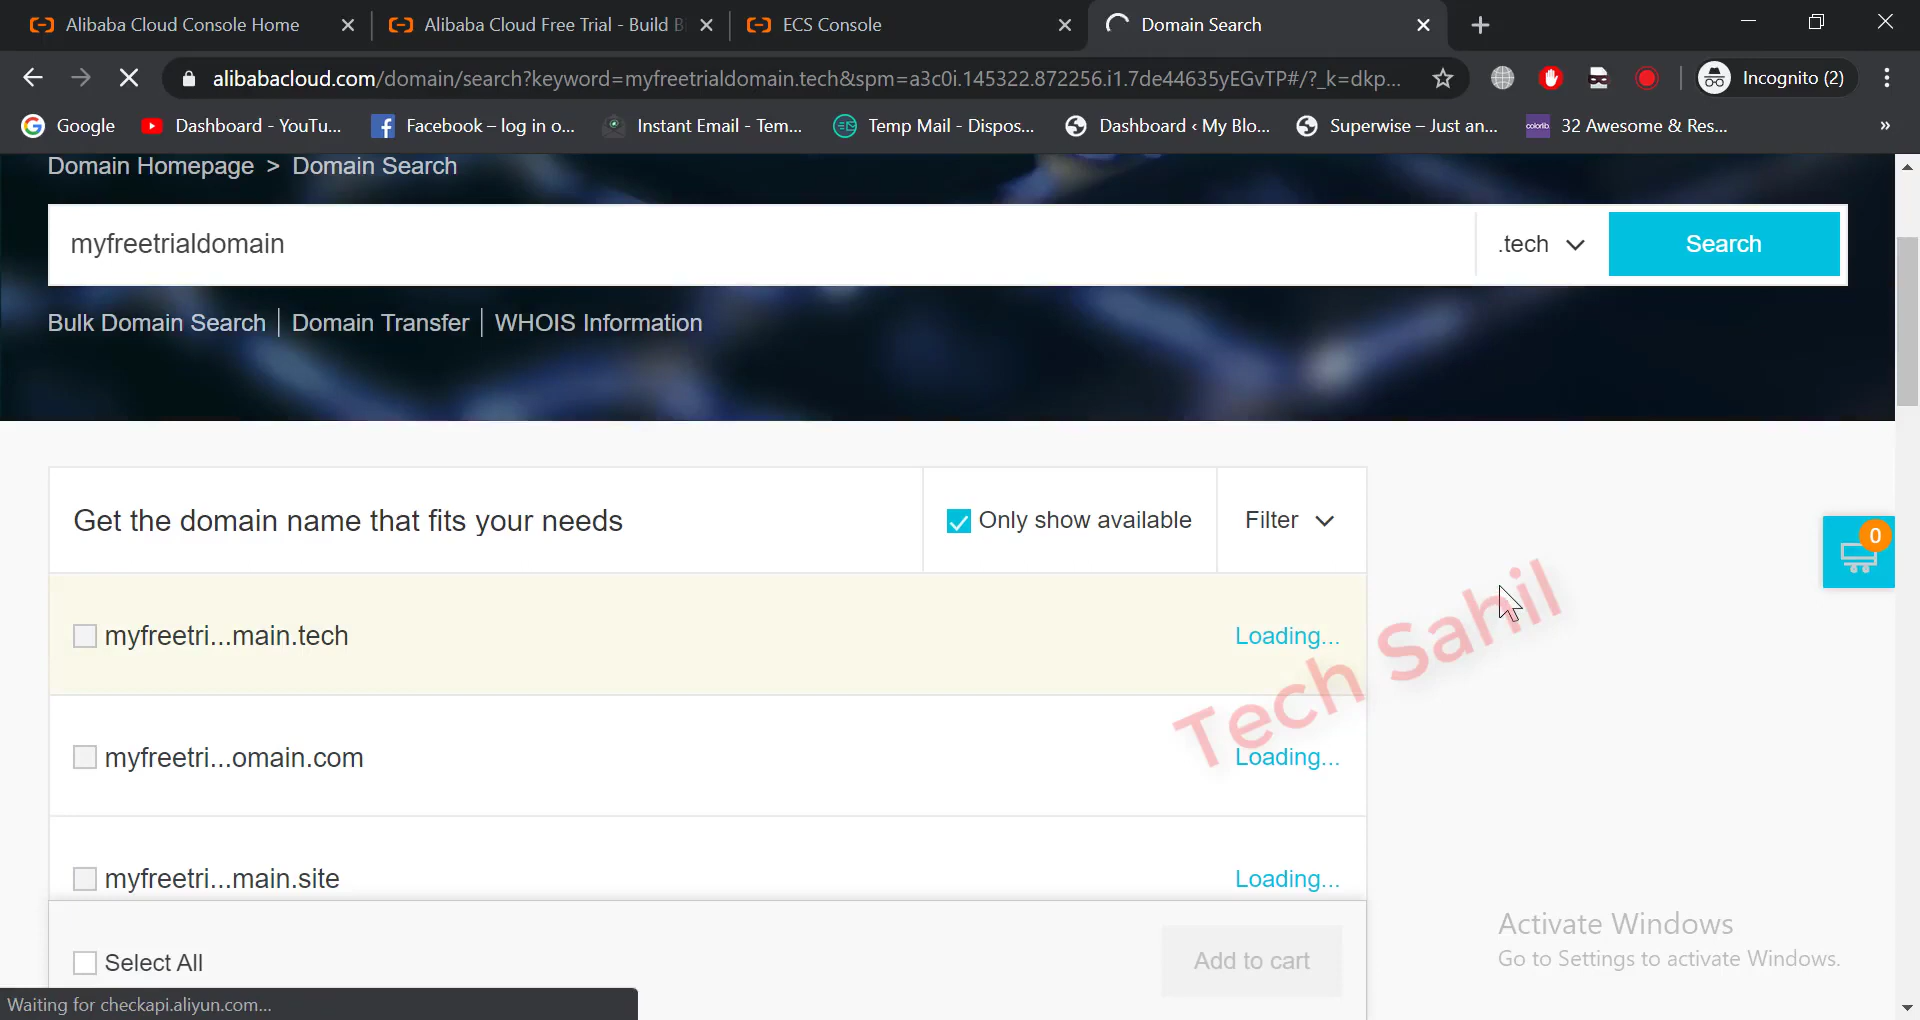 Alibaba Cloud Console Home
Alibaba Cloud Free Trial - Build B
ECS Console
Domain Search
alibabacloud.com/domain/search?keyword=myfreetrialdomain.tech&spm=a3c0i.145322.872256.i1.7de44635yEGvTP#/?_k=dkp...
Incognito (2)
Google
Dashboard - YouTu...
Facebook – log in o...
Instant Email - Tem...
Temp Mail - Dispos...
Dashboard ‹ My Blo...
Superwise – Just an...
colorlib
32 Awesome & Res...
»
Domain Homepage > Domain Search
myfreetrialdomain
.tech
Search
Bulk Domain Search | Domain Transfer | WHOIS Information
Get the domain name that fits your needs
Only show available
Filter
0
myfreetri...main.tech
Loading...
myfreetri...omain.com
Loading...
myfreetri...main.site
Loading...
Tech Sahil
Select All
Add to cart
Activate Windows
Go to Settings to activate Windows.
Waiting for checkapi.aliyun.com...